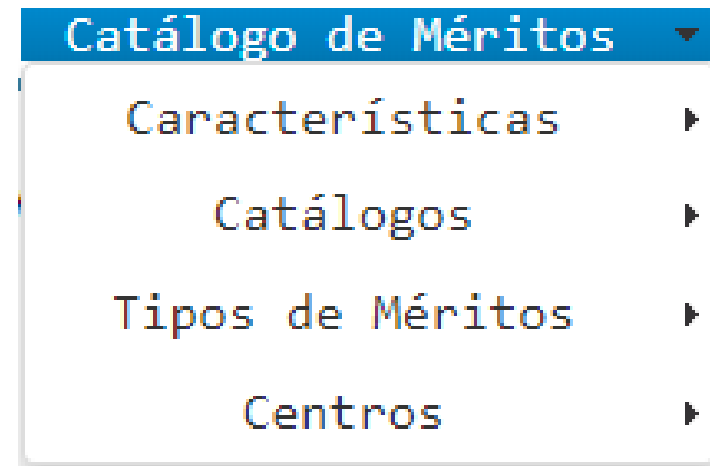 Catálogo de Méritos
Características
Catálogos
Tipos de Méritos
Centros